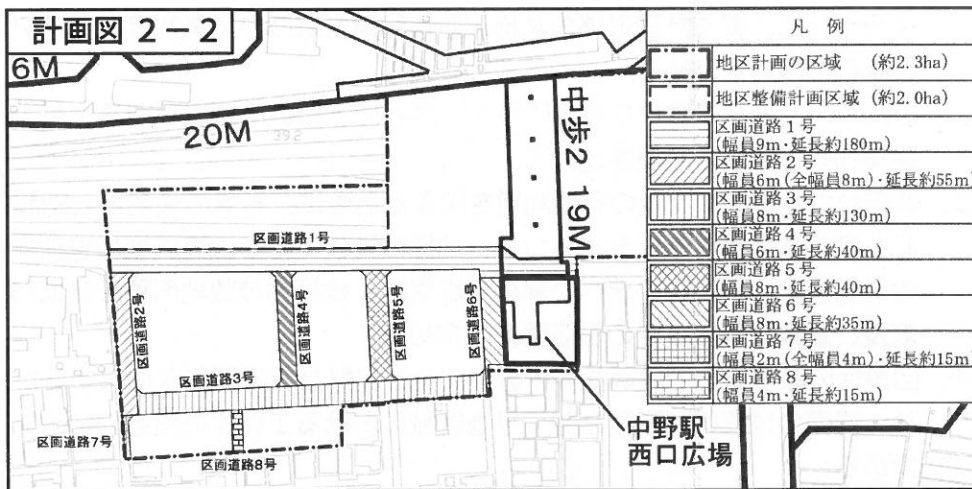 計画図 2－2
6M
20M
39.2
中歩2 19M
区画道路1号
区画道路2号
区画道路4号
区画道路5号
区画道路6号
区画道路3号
区画道路7号
区画道路8号
中野駅
西口広場
凡例
地区計画の区域 (約2.3ha)
地区整備計画区域 (約2.0ha)
区画道路1号
(幅員9m・延長約180m)
区画道路2号
(幅員6m(全幅員8m)・延長約55m)
区画道路3号
(幅員8m・延長約130m)
区画道路4号
(幅員6m・延長約40m)
区画道路5号
(幅員8m・延長約40m)
区画道路6号
(幅員8m・延長約35m)
区画道路7号
(幅員2m(全幅員4m)・延長約15m)
区画道路8号
(幅員4m・延長約15m)